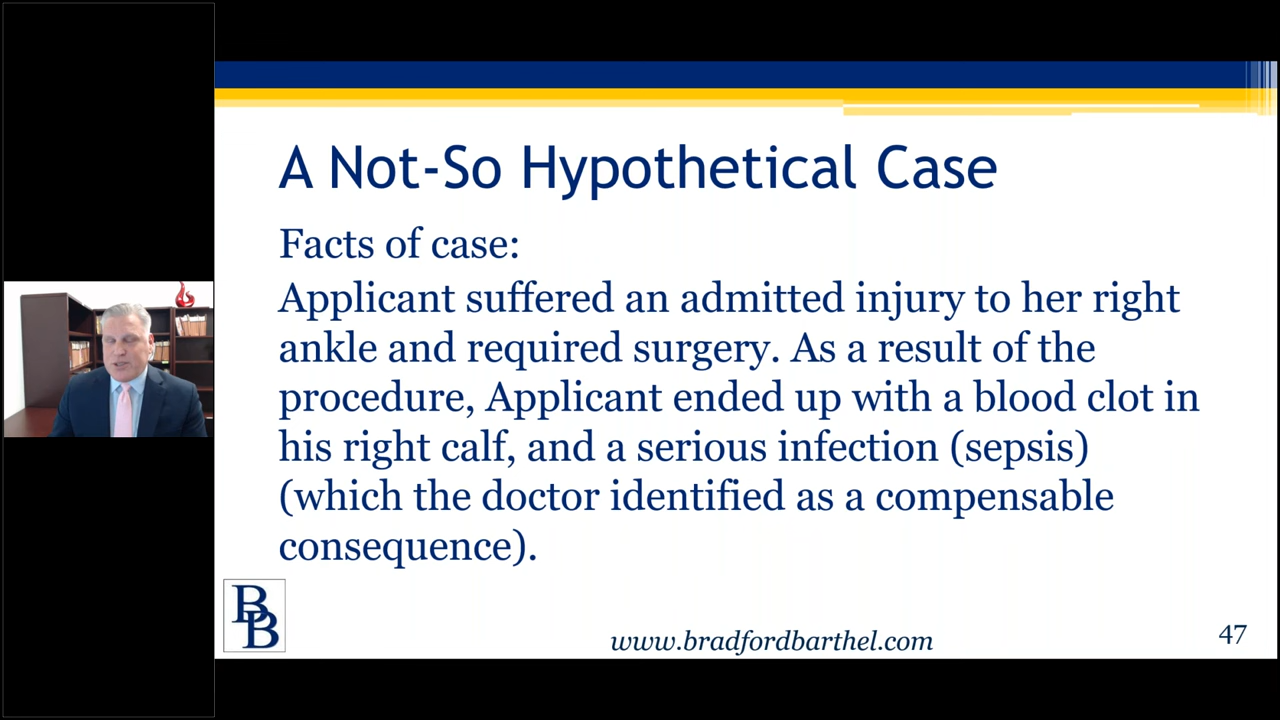 A Not-So Hypothetical Case
Facts of case:
Applicant suffered an admitted injury to her right
ankle and required surgery. As a result of the
procedure, Applicant ended up with a blood clot in
his right calf, and a serious infection (sepsis)
(which the doctor identified as a compensable
consequence).
BB
www.bradfordbarthel.com
47